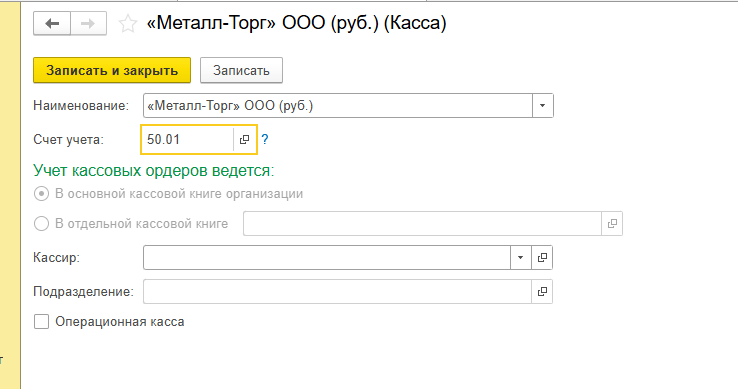 «Металл-Торг» ООО (руб.) (Касса)
Записать и закрыть Записать
Наименование: «Металл-Торг» ООО (руб.)
Счет учета: 50.01 ?
Учет кассовых ордеров ведется:
В основной кассовой книге организации
В отдельной кассовой книге
Кассир:
Подразделение:
Операционная касса